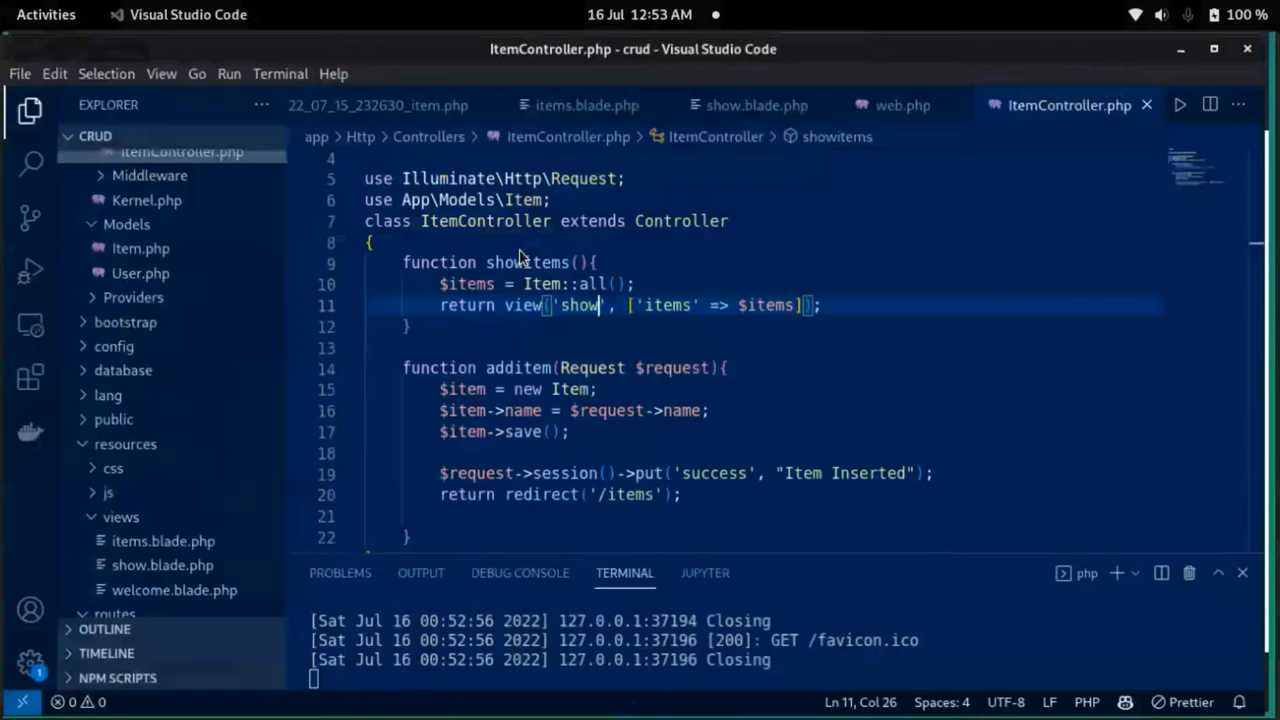 Activities
Visual Studio Code
16 Jul 12:53 AM
100 %
ItemController.php - crud - Visual Studio Code
File Edit Selection View Go Run Terminal Help
EXPLORER
22_07_15_232630_item.php
items.blade.php
show.blade.php
web.php
ItemController.php
CRUD
ItemController.php
Middleware
Kernel.php
Models
Item.php
User.php
Providers
bootstrap
config
database
lang
public
resources
css
js
views
items.blade.php
show.blade.php
welcome.blade.php
routes
OUTLINE
TIMELINE
NPM SCRIPTS
app > Http > Controllers > ItemController.php > ItemController > showitems
4
5 use Illuminate\Http\Request;
6 use App\Models\Item;
7 class ItemController extends Controller
8 {
9 function showitems(){
10 $items = Item::all();
11 return view('show', ['items' => $items]);
12 }
13
14 function additem(Request $request){
15 $item = new Item;
16 $item->name = $request->name;
17 $item->save();
18
19 $request->session()->put('success', "Item Inserted");
20 return redirect('/items');
21
22 }
PROBLEMS OUTPUT DEBUG CONSOLE TERMINAL JUPYTER
php
[Sat Jul 16 00:52:56 2022] 127.0.0.1:37194 Closing
[Sat Jul 16 00:52:56 2022] 127.0.0.1:37196 [200]: GET /favicon.ico
[Sat Jul 16 00:52:56 2022] 127.0.0.1:37196 Closing
1
0 0
Ln 11, Col 26
Spaces: 4
UTF-8
LF
PHP
Prettier